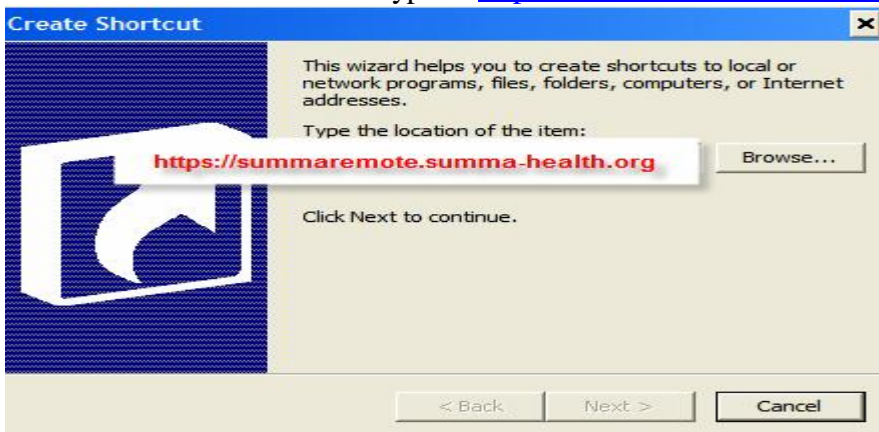 Create Shortcut
This wizard helps you to create shortcuts to local or
network programs, files, folders, computers, or Internet
addresses.
Type the location of the item:
https://summaremote.summa-health.org
Browse...
Click Next to continue.
< Back
Next >
Cancel